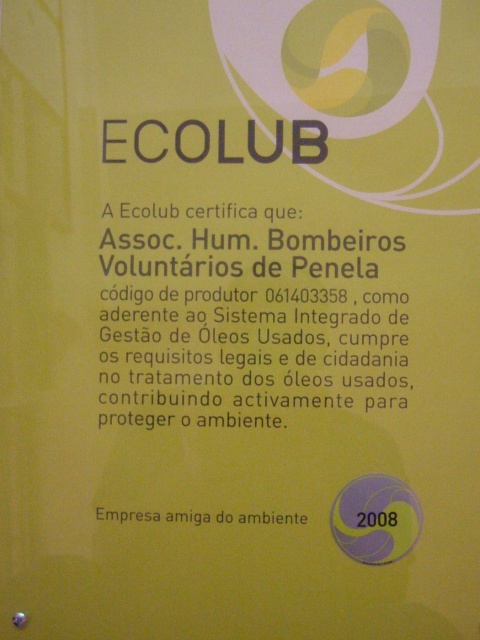 ECOLUB
A Ecolub certifica que:
Assoc. Hum. Bombeiros
Voluntários de Penela
código de produtor 061403358 , como
aderente ao Sistema Integrado de
Gestão de Óleos Usados, cumpre
os requisitos legais e de cidadania
no tratamento dos óleos usados,
contribuindo activamente para
proteger o ambiente.
Empresa amiga do ambiente
2008